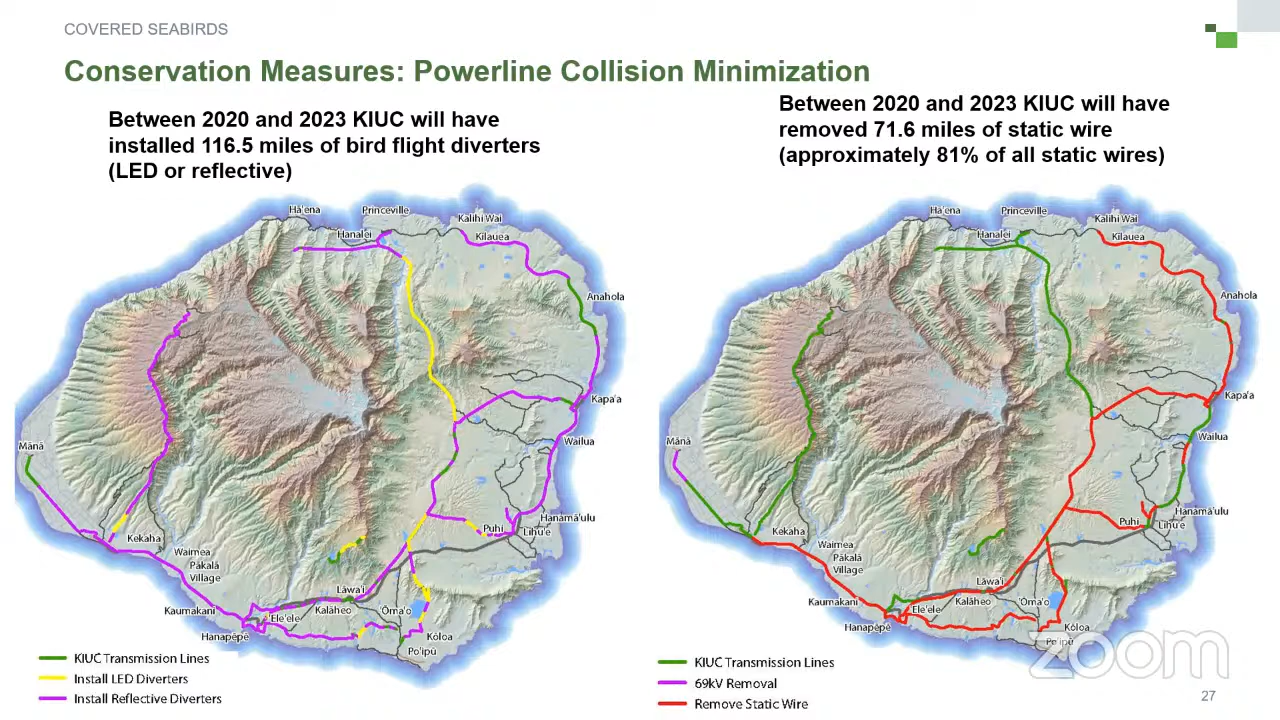 COVERED SEABIRDS
Conservation Measures: Powerline Collision Minimization
Between 2020 and 2023 KIUC will have
installed 116.5 miles of bird flight diverters
(LED or reflective)
Between 2020 and 2023 KIUC will have
removed 71.6 miles of static wire
(approximately 81% of all static wires)
Hā'ena
Princeville
Hanalei
Kalihi Wai
Kilauea
Anahola
Kapa'a
Wailua
Hanamā'ulu
Līhu'e
Puhi
Mānā
Kekaha
Waimea
Pākalā
Village
Kaumakani
Hanapēpē
'Ele'ele
Kalāheo
Lāwa'i
'Ōma'o
Kōloa
Po'ipū
KIUC Transmission Lines
Install LED Diverters
Install Reflective Diverters
Hā'ena
Princeville
Hanalei
Kalihi Wai
Kilauea
Anahola
Kapa'a
Wailua
Hanamā'ulu
Līhu'e
Puhi
Mānā
Kekaha
Waimea
Pākalā
Village
Kaumakani
Hanapēpē
'Ele'ele
Kalāheo
Lāwa'i
'Ōma'o
Kōloa
Po'ipū
KIUC Transmission Lines
69kV Removal
Remove Static Wire
zoom
27